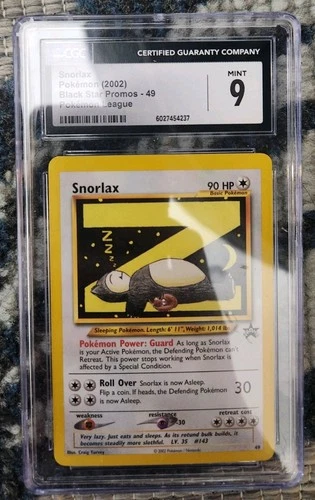 CGC
CERTIFIED GUARANTY COMPANY
Snorlax
Pokémon (2002)
Black Star Promos - 49
Pokémon League
6027454237
MINT
9
Snorlax
90 HP
Basic Pokémon
Z Z Z Z
Sleeping Pokémon. Length: 6' 11", Weight: 1,014 lbs.
Pokémon Power: Guard As long as Snorlax
is your Active Pokémon, the Defending Pokémon can't
Retreat. This power stops working when Snorlax is
affected by a Special Condition.
Roll Over Snorlax is now Asleep.
Flip a coin. If heads, the Defending Pokémon
is now Asleep.
30
weakness
resistance
-30
retreat cost
Very lazy. Just eats and sleeps. As its rotund bulk builds, it
becomes steadily more slothful. LV. 35 #143
Illus. Craig Turvey
© 2002 Pokémon / Nintendo
49